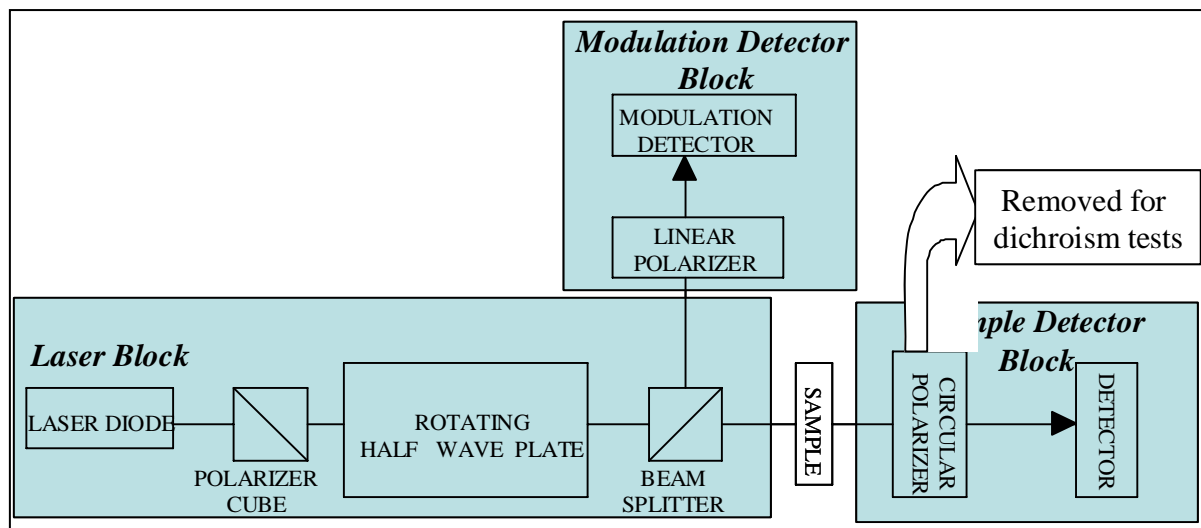 Modulation Detector
Block
MODULATION
DETECTOR
LINEAR
POLARIZER
Removed for
dichroism tests
Laser Block
LASER DIODE
POLARIZER
CUBE
ROTATING
HALF WAVE PLATE
BEAM
SPLITTER
SAMPLE
Detector
Block
CIRCULAR
POLARIZER
DETECTOR